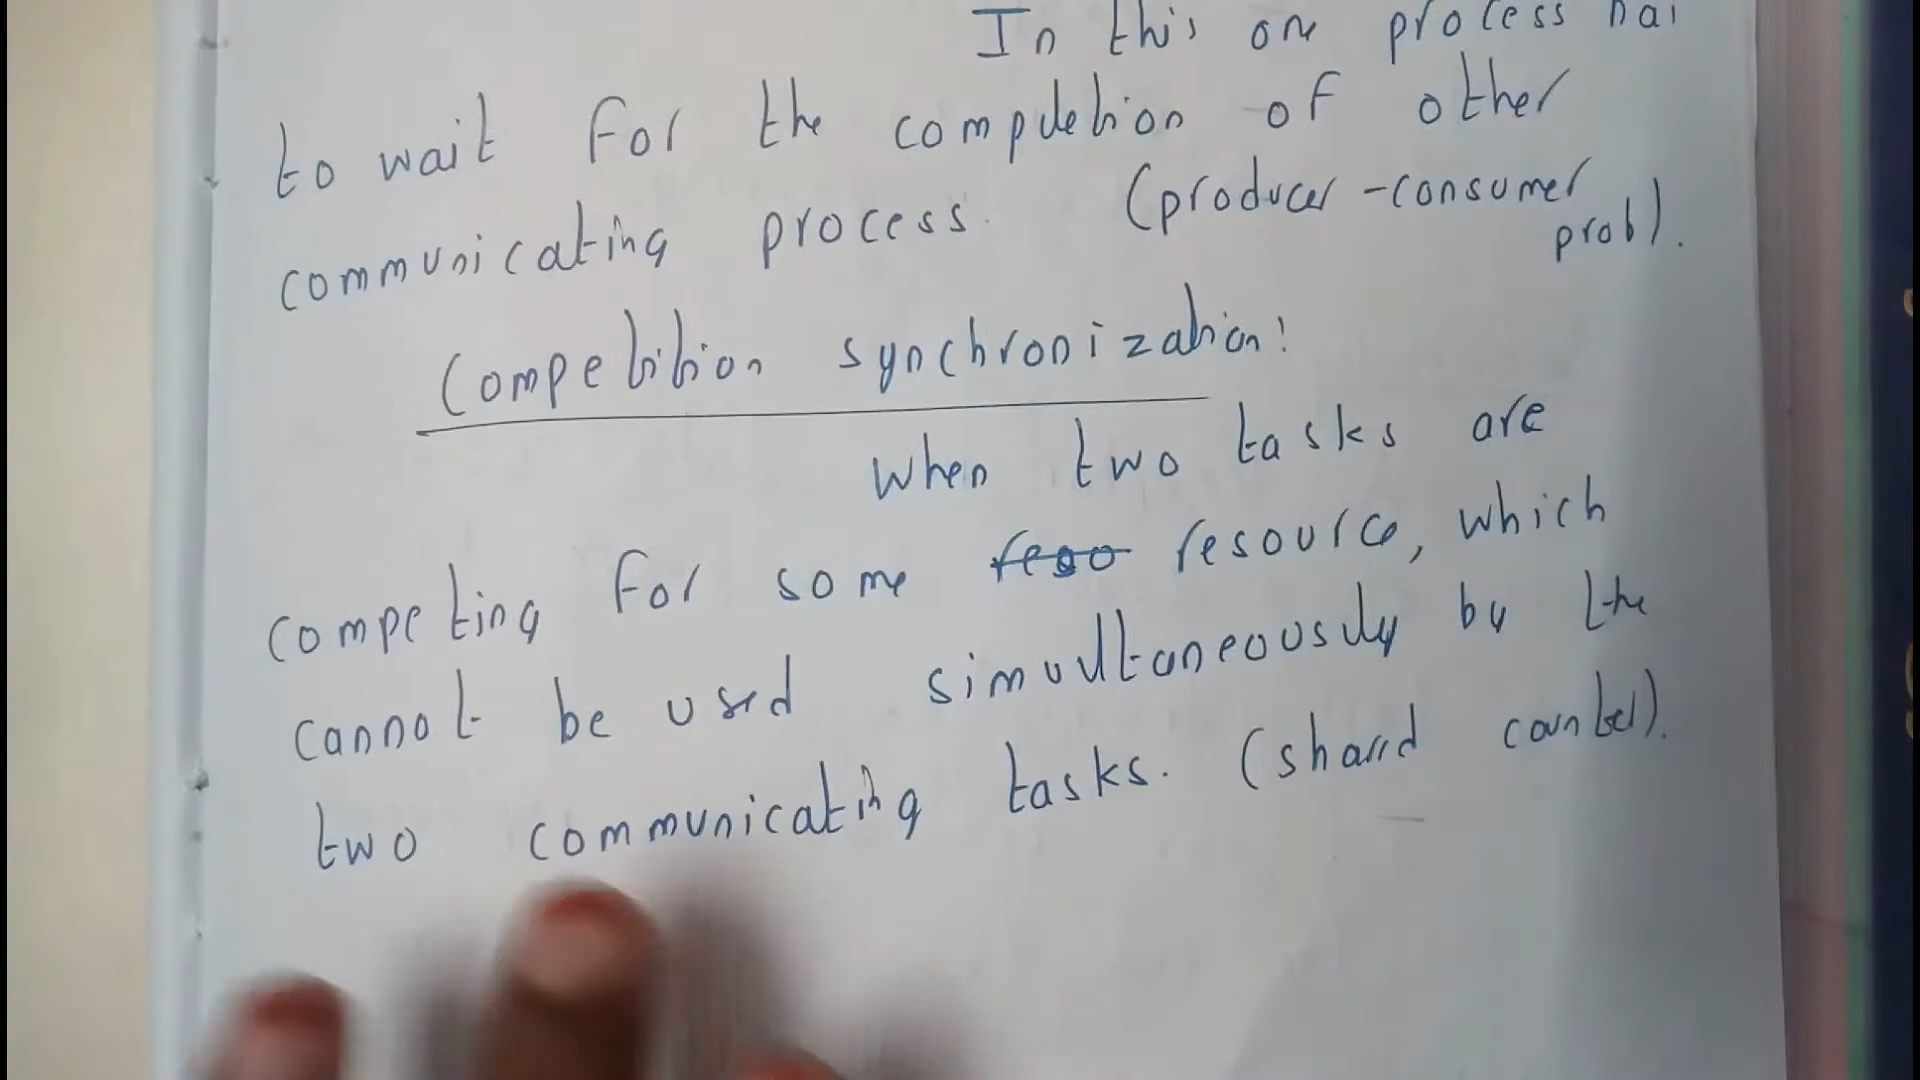 In this one process has
to wait for the completion of other
communicating process. (producer-consumer
prob).
Competition synchronization:
When two tasks are
competing for some reso resource, which
cannot be used simultaneously by the
two communicating tasks. (shared counter).